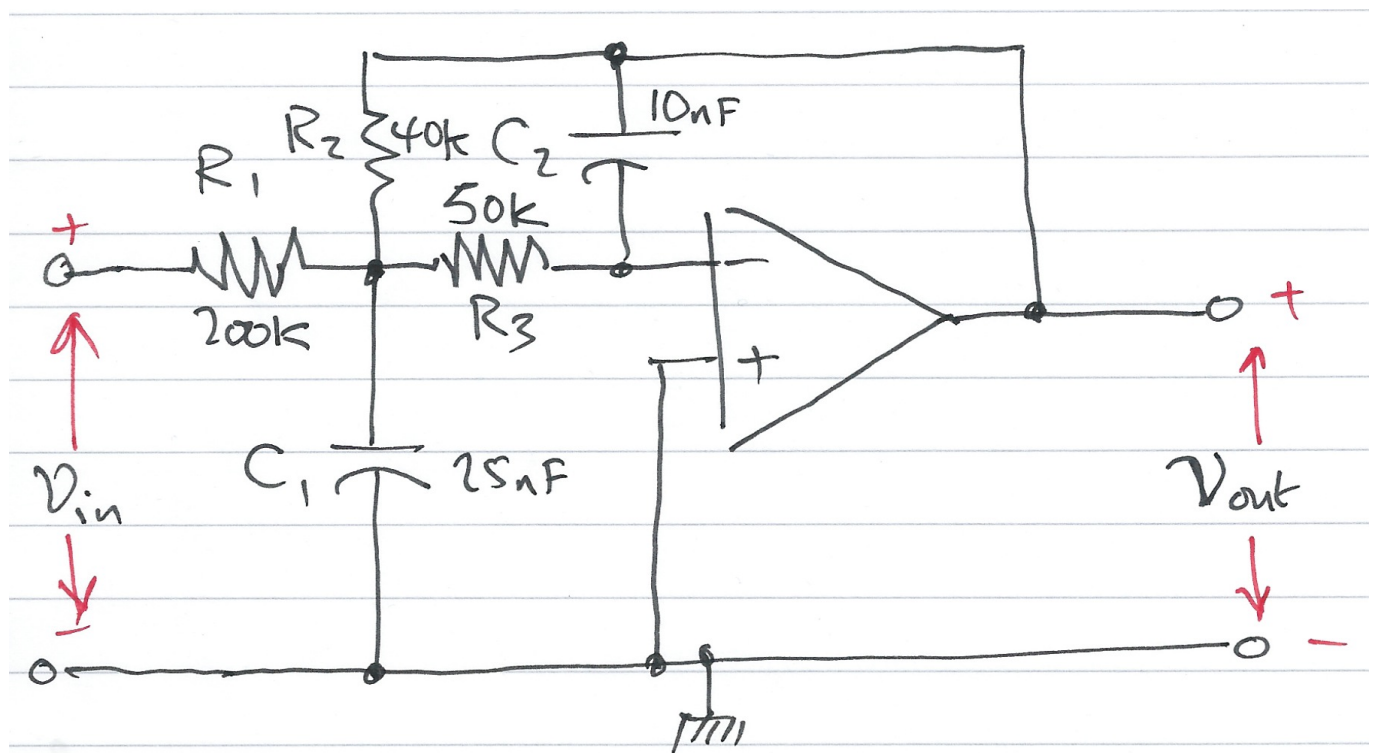 10nF
R2 40k C2
R1
50k
+
−
200k
R3
+
+
C1 25nF
Vin
Vout
−
−